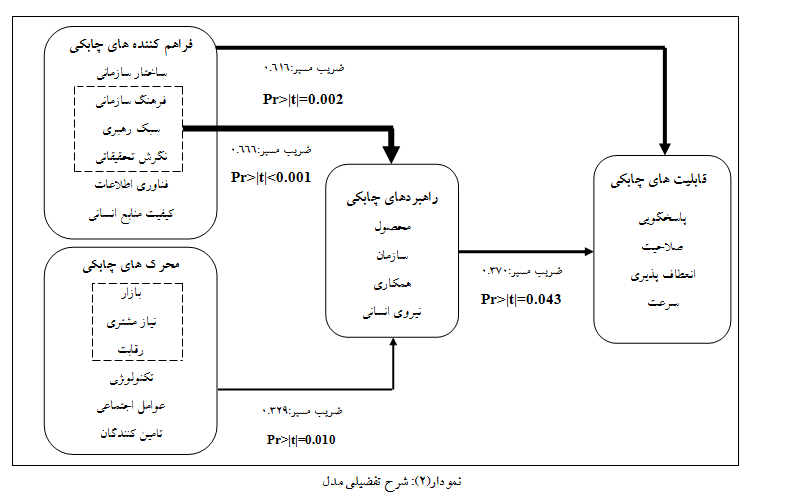 فراهم کننده های چابکی
ساختار سازمانی
فرهنگ سازمانی
سبک رهبری
نگرش تحقیقاتی
فناوری اطلاعات
کیفیت منابع انسانی
ضریب مسیر:۰.۶۱۶
Pr>|t|=0.002
ضریب مسیر:۰.۶۶۶
Pr>|t|<0.001
راهبردهای چابکی
محصول
سازمان
همکاری
نیروی انسانی
قابلیت های چابکی
پاسخگویی
صلاحیت
انعطاف پذیری
سرعت
ضریب مسیر:۰.۳۷۰
Pr>|t|=0.043
محرک های چابکی
بازار
نیاز مشتری
رقابت
تکنولوژی
عوامل اجتماعی
تامین کنندگان
ضریب مسیر:۰.۳۲۹
Pr>|t|=0.010
نمودار(۲): شرح تفضیلی مدل